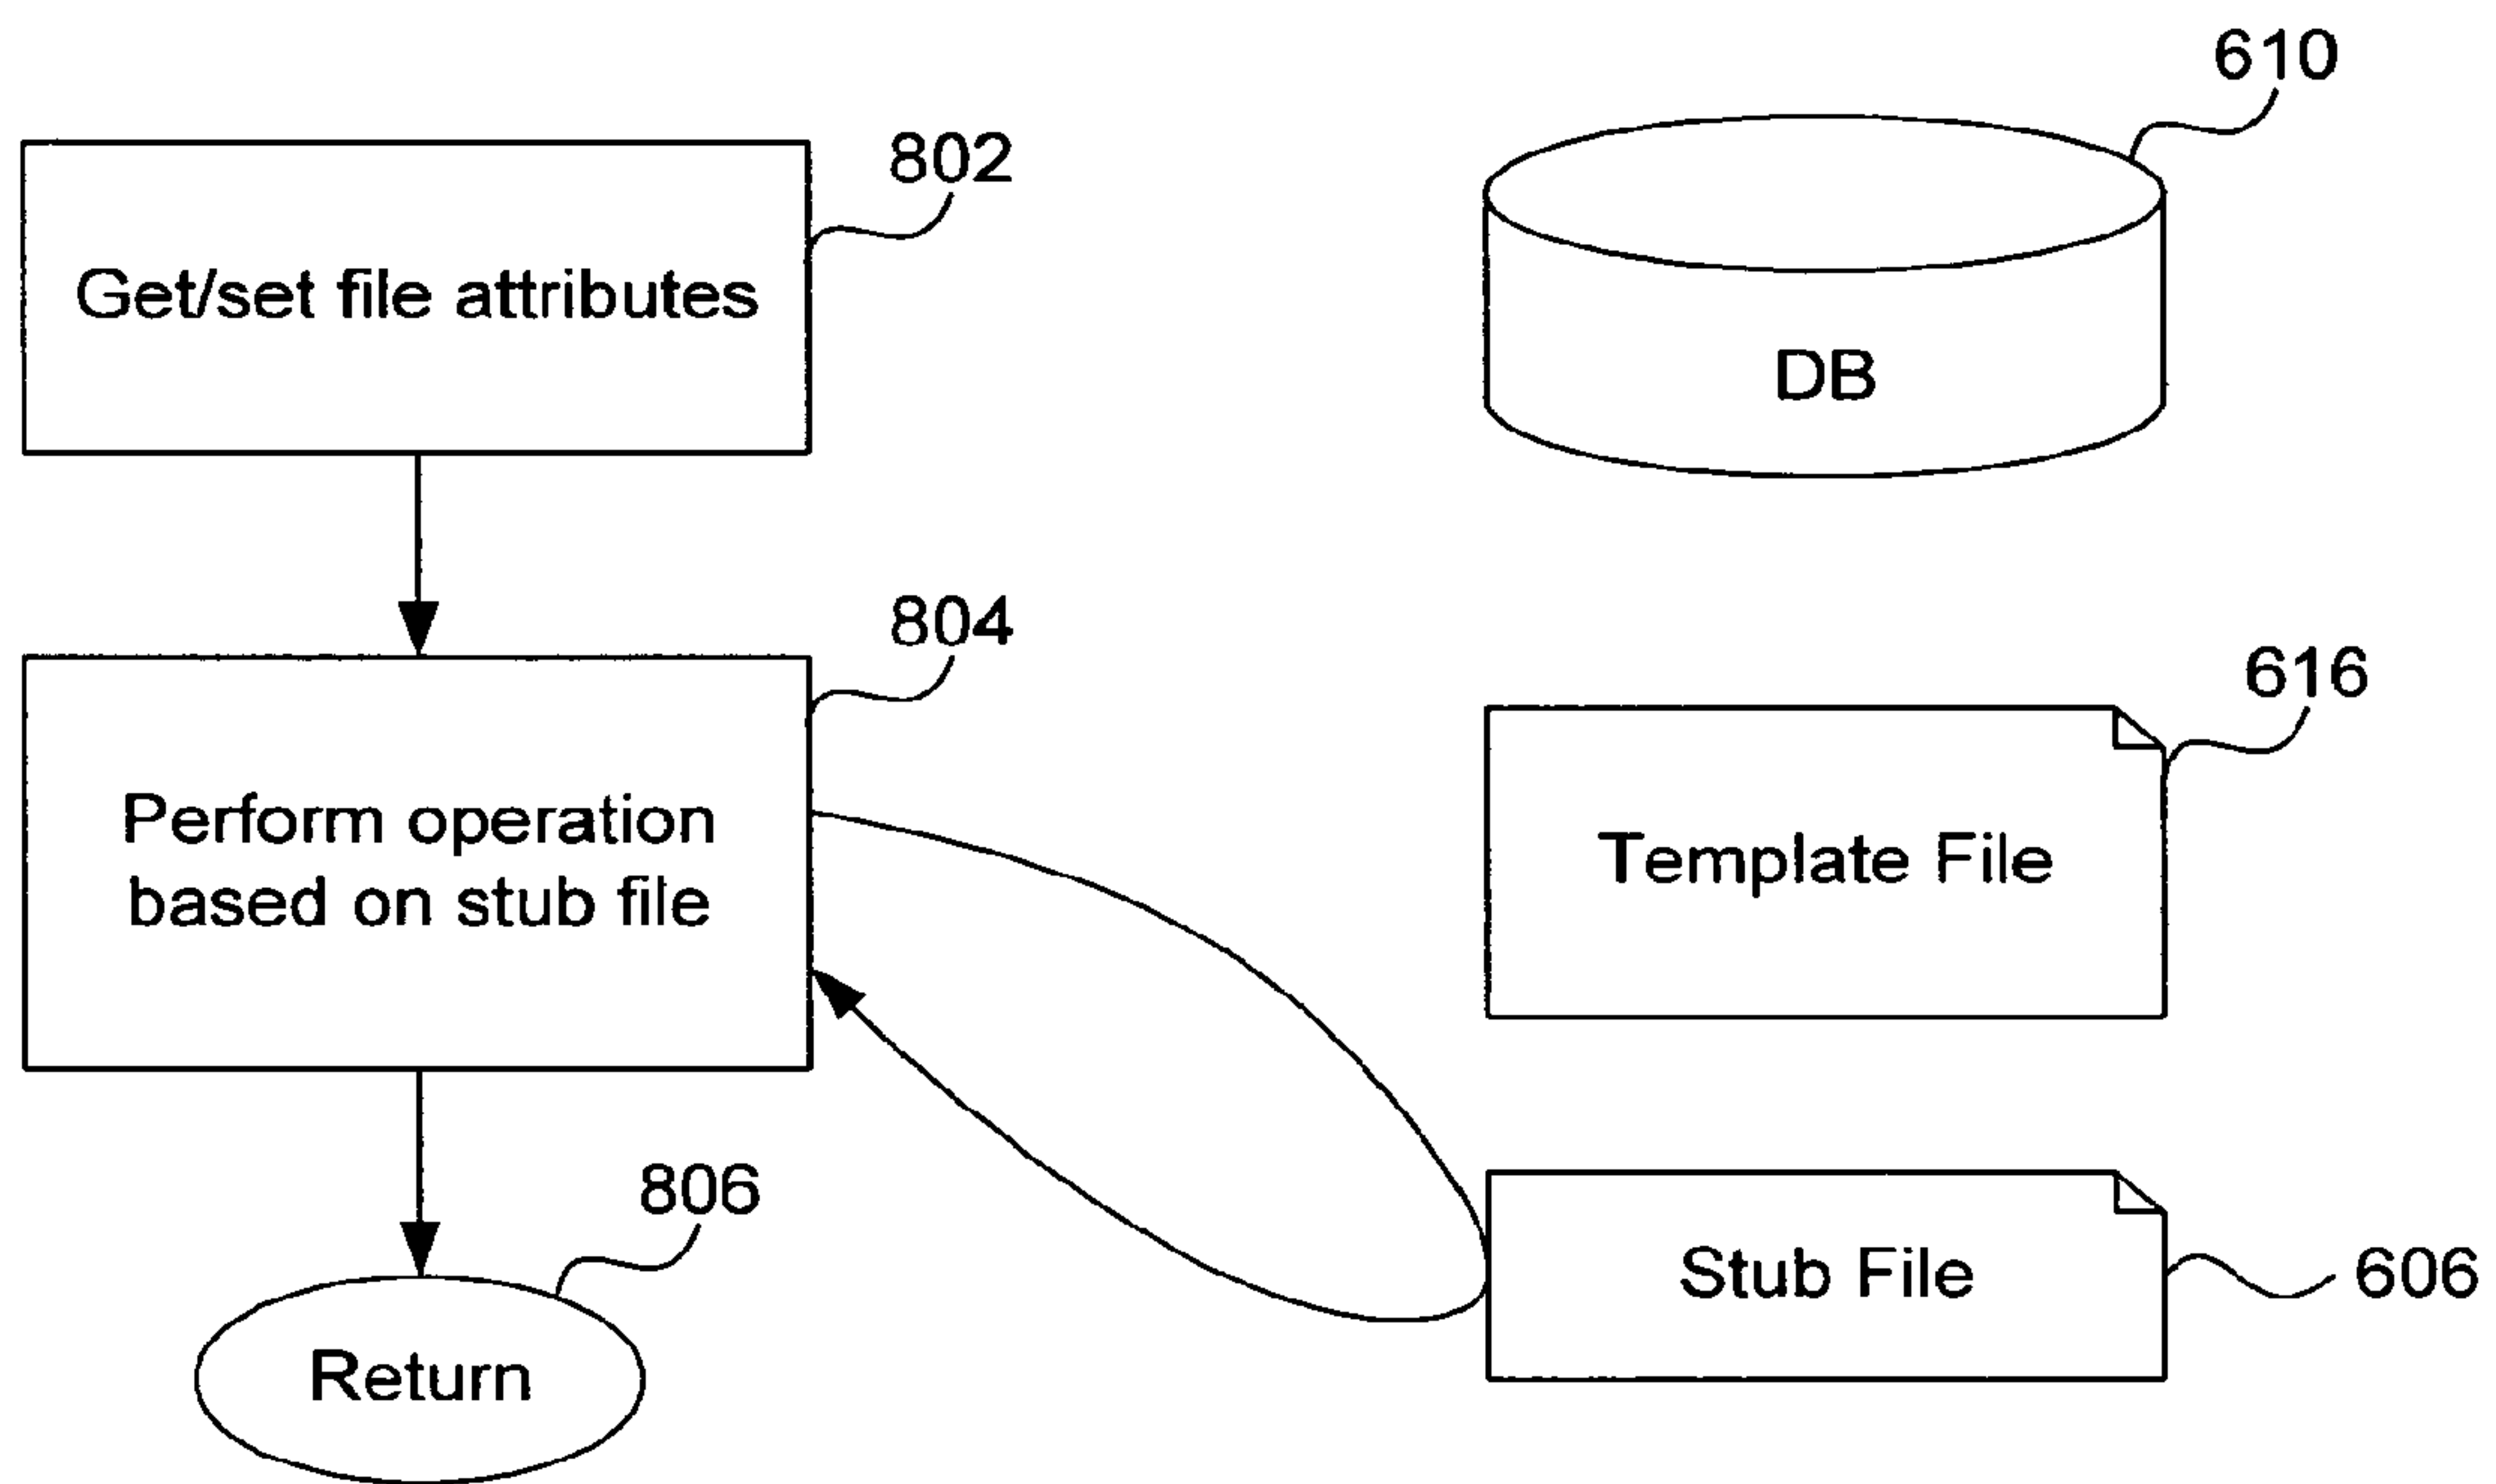 610
802
Get/set file attributes
DB
804
616
Perform operation
based on stub file
Template File
806
Stub File
606
Return